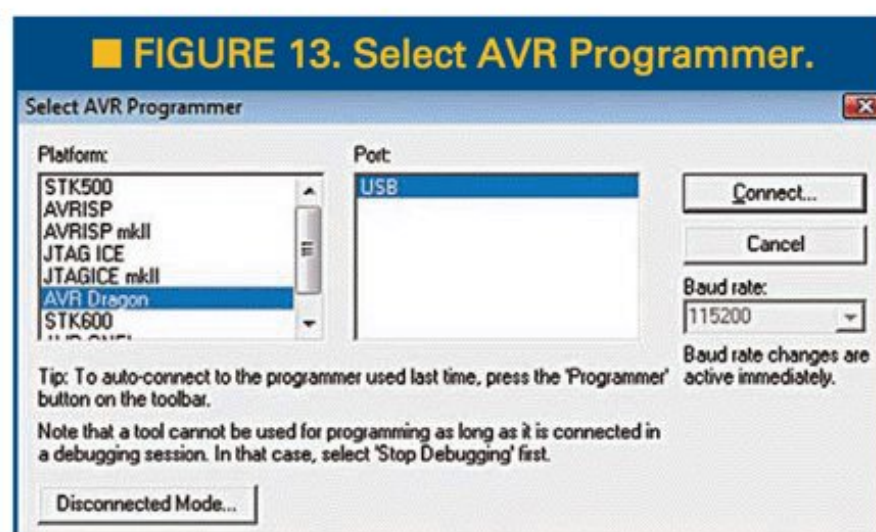 ■ FIGURE 13. Select AVR Programmer.
Select AVR Programmer
Platform:
STK500
AVRISP
AVRISP mkII
JTAG ICE
JTAGICE mkII
AVR Dragon
STK600
Port:
USB
Connect...
Cancel
Baud rate:
115200
Baud rate changes are
active immediately.
Tip: To auto-connect to the programmer used last time, press the 'Programmer'
button on the toolbar.
Note that a tool cannot be used for programming as long as it is connected in
a debugging session. In that case, select 'Stop Debugging' first.
Disconnected Mode...